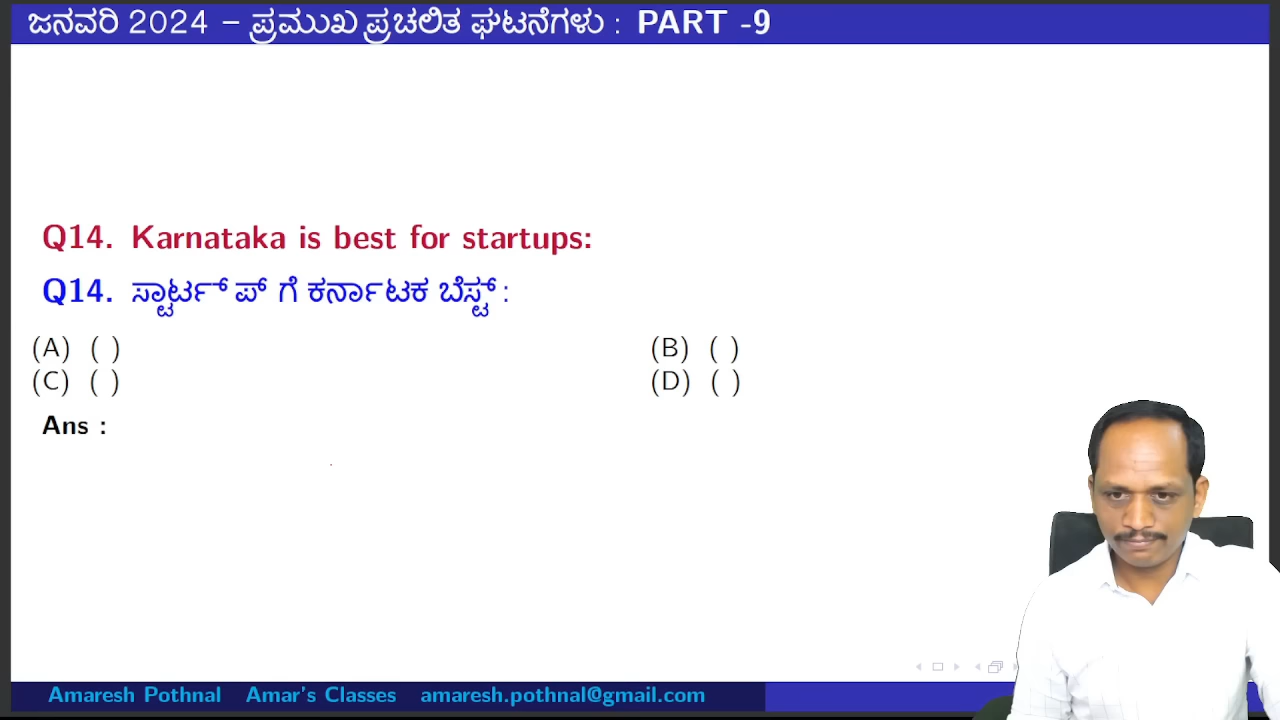 ಜನವರಿ 2024 – ಪ್ರಮುಖ ಪ್ರಚಲಿತ ಘಟನೆಗಳು : PART -9
Q14. Karnataka is best for startups:
Q14. ಸ್ಟಾರ್ಟ್ ಪ್ ಗೆ ಕರ್ನಾಟಕ ಬೆಸ್ಟ್ :
(A) ( ) (B) ( )
(C) ( ) (D) ( )
Ans :
Amaresh Pothnal Amar's Classes amaresh.pothnal@gmail.com